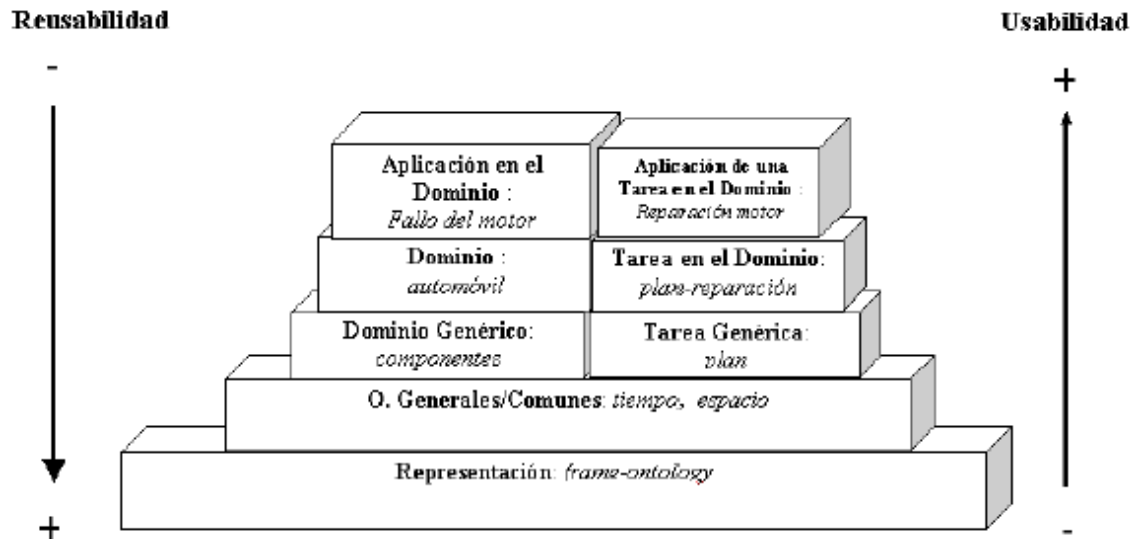 Reusabilidad
Usabilidad
-
+
Aplicación en el
Dominio :
Fallo del motor
Aplicación de una
Tarea en el Dominio :
Reparación motor
Dominio :
automóvil
Tarea en el Dominio:
plan-reparación
Dominio Genérico:
componentes
Tarea Genérica:
plan
O. Generales/Comunes: tiempo, espacio
Representación: frame-ontology
+
-